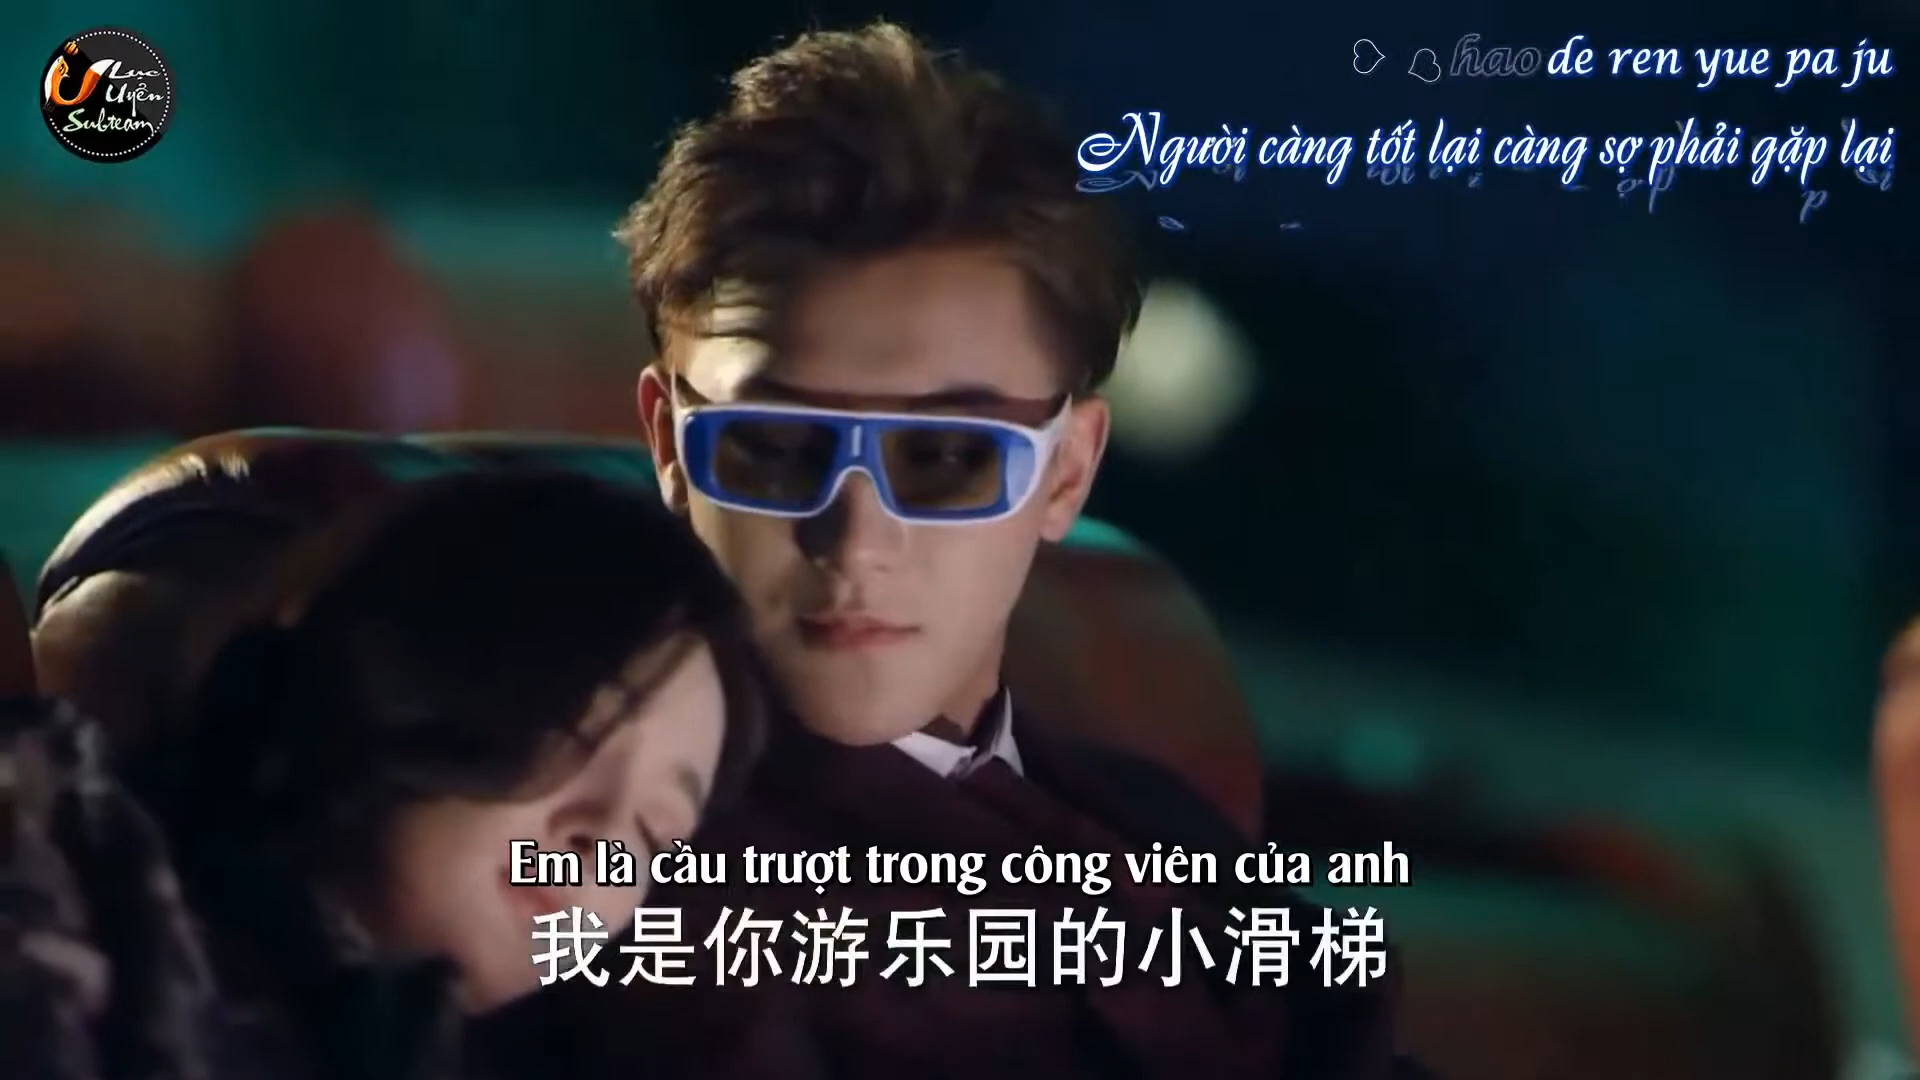 Lục
Uyển
Subteam
hao de ren yue pa ju
Người càng tốt lại càng sợ phải gặp lại
Em là cầu trượt trong công viên của anh
我是你游乐园的小滑梯